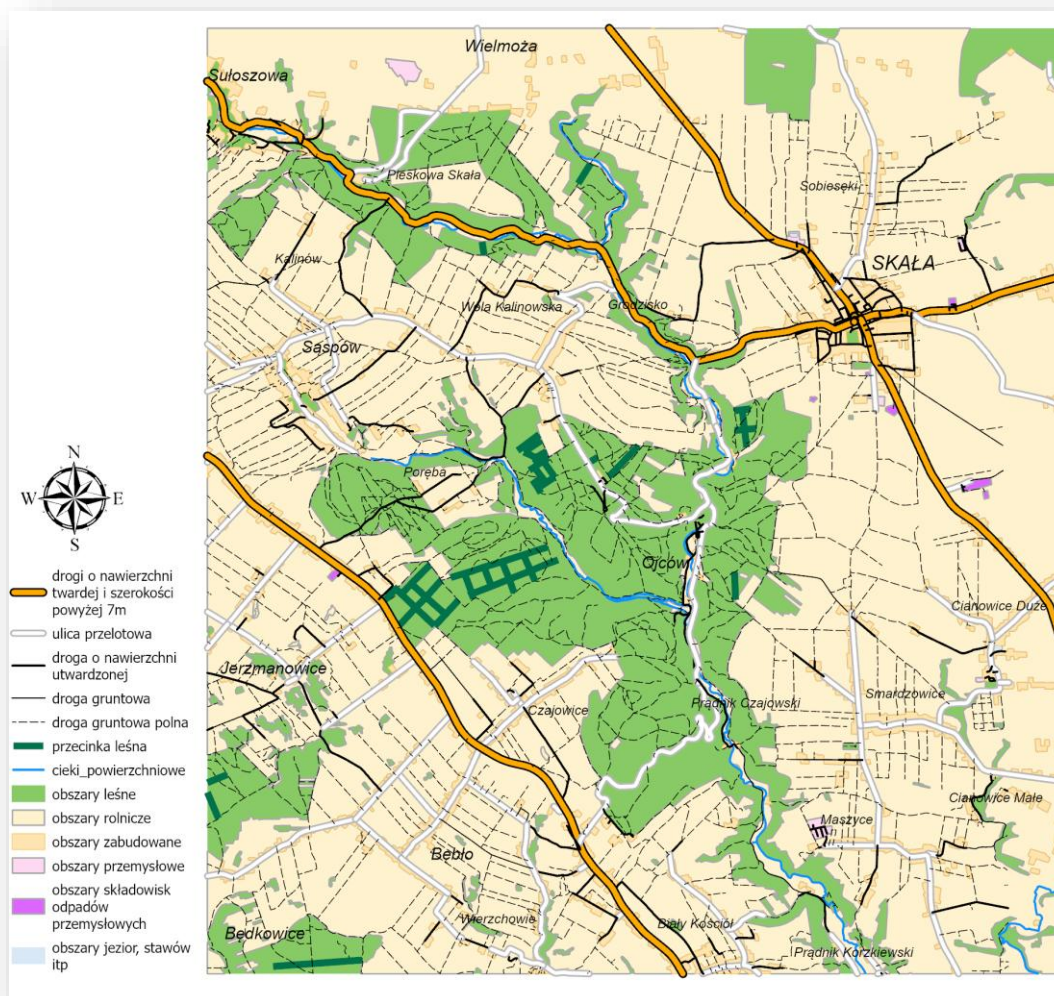 Wielmoża
Sułoszowa
Pieskowa Skała
Sobiesęki
SKAŁA
Kalinów
Wola Kalinowska
Grodzisko
Sąspów
Poręba
N
W
E
S
Ojców
Cianowice Duże
Jerzmanowice
Smardzowice
Czajowice
Prądnik Czajowski
Cianowice Małe
Maszyce
Bębło
Wierzchowie
Biały Kościół
Będkowice
Prądnik Korzkiewski
drogi o nawierzchni
twardej i szerokości
powyżej 7m
ulica przelotowa
droga o nawierzchni
utwardzonej
droga gruntowa
droga gruntowa polna
przecinka leśna
cieki_powierzchniowe
obszary leśne
obszary rolnicze
obszary zabudowane
obszary przemysłowe
obszary składowisk
odpadów
przemysłowych
obszary jezior, stawów
itp